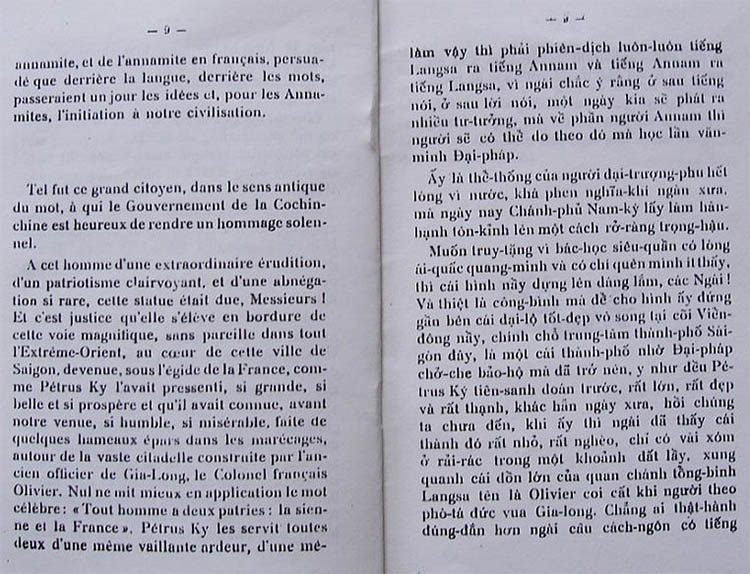 — 9 —
annamite, et de l'annamite en français, persua-
dé que derrière la langue, derrière les mots,
passeraient un jour les idées et, pour les Anna-
mites, l'initiation à notre civilisation.
Tel fut ce grand citoyen, dans le sens antique
du mot, à qui le Gouvernement de la Cochin-
chine est heureux de rendre un hommage solen-
nel.
A cet homme d'une extraordinaire érudition,
d'un patriotisme clairvoyant, et d'une abnéga-
tion si rare, cette statue était due, Messieurs !
Et c'est justice qu'elle s'élève en bordure de
cette voie magnifique, sans pareille dans tout
l'Extrême-Orient, au cœur de cette ville de
Saigon, devenue, sous l'égide de la France, com-
me Pétrus Ky l'avait pressenti, si grande, si
belle et si prospère et qu'il avait connue, avant
notre venue, si humble, si misérable, faite de
quelques hameaux épars dans les marécages,
autour de la vaste citadelle construite par l'an-
cien officier de Gia-Long, le Colonel français
Olivier. Nul ne mit mieux en application le mot
célèbre : « Tout homme a deux patries : la sien-
ne et la France ». Pétrus Ky les servit toutes
deux d'une même vaillante ardeur, d'une mê-
— 9 —
làm vậy thì phải phiên-dịch luôn-luôn tiếng
Langsa ra tiếng Annam và tiếng Annam ra
tiếng Langsa, vì ngài chắc ý rằng ở sau tiếng
nói, ở sau lời nói, một ngày kia sẽ phát ra
nhiều tư-tưởng, mà về phần người Annam thì
người sẽ có thể do theo đó mà học lần văn-
minh Đại-pháp.
Ấy là thể-thống của người đại-trượng-phu hết
lòng vì nước, khá phen nghĩa-khí ngàn xưa,
mà ngày nay Chánh-phủ Nam-kỳ lấy làm hân-
hạnh tôn-kính lên một cách rỡ-ràng trọng-hậu.
Muốn truy-tặng vì bác-học siêu-quần có lòng
ái-quấc quang-minh và có chí quên mình ít thấy,
thì cái hình nầy dựng lên đáng lắm, các Ngài !
Và thiệt là công-bình mà để cho hình ấy đứng
gần bên cái đại-lộ tốt-đẹp vô song tại cõi Viễn-
đông nầy, chính chỗ trung-tâm thành-phố Sài-
gòn đây, là một cái thành-phố nhờ Đại-pháp
chở-che bảo-hộ mà đã trở nên, y như đều Pé-
trus Ký tiên-sanh đoán trước, rất lớn, rất đẹp
và rất thạnh, khác hẳn ngày xưa, hồi chúng
ta chưa đến, khi ấy thì ngài đã thấy cái
thành đó rất nhỏ, rất nghèo, chỉ có vài xóm
ở rải-rác trong một khoảnh đất lầy, xung
quanh cái đồn lớn của quan chánh tổng-binh
Langsa tên là Olivier coi cất khi người theo
phò-tá đức vua Gia-long. Chẳng ai thật-hành
đúng-đắn hơn ngài câu cách-ngôn có tiếng